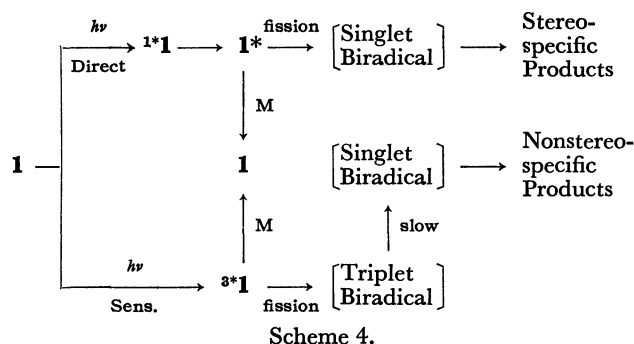 hν
Direct
¹*1
1*
fission
[Singlet
Biradical]
Stereo-
specific
Products
M
1
1
[Singlet
Biradical]
Nonstereo-
specific
Products
M
slow
hν
Sens.
³*1
fission
[Triplet
Biradical]
Scheme 4.